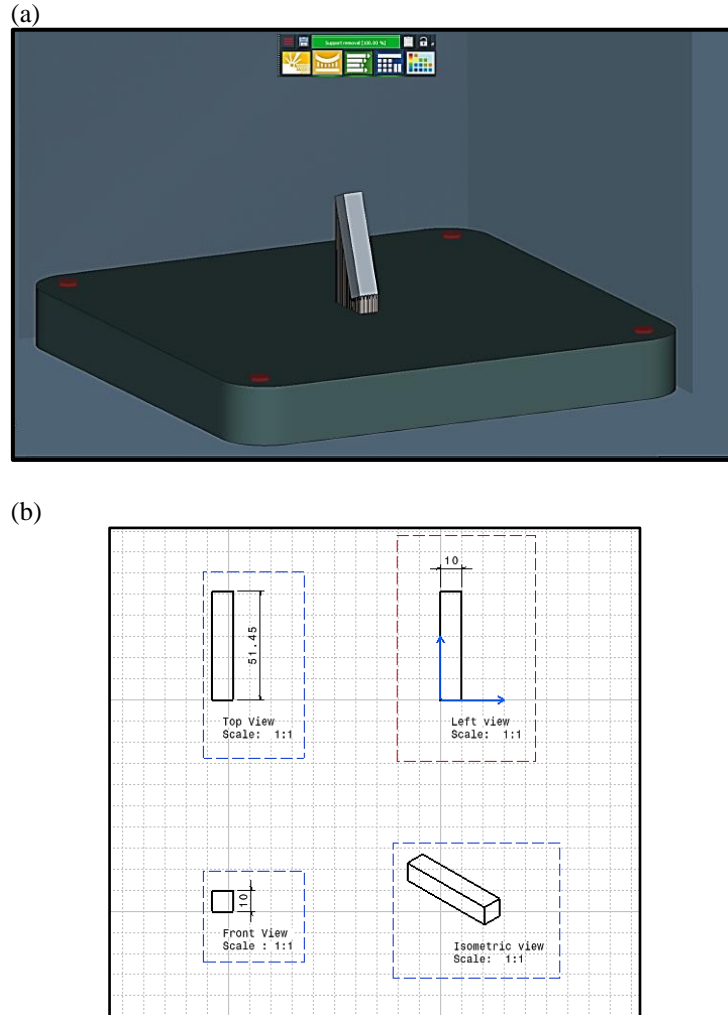 (a)
Support removal [100.00 %]
(b)
10
51.45
Top View
Scale: 1:1
Left view
Scale: 1:1
10
Front View
Scale : 1:1
Isometric view
Scale: 1:1